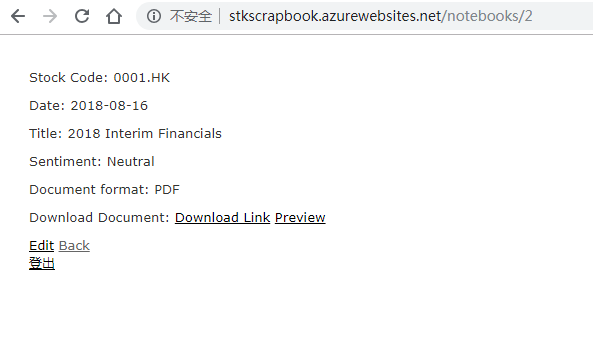 不安全 stkscrapbook.azurewebsites.net/notebooks/2
Stock Code: 0001.HK
Date: 2018-08-16
Title: 2018 Interim Financials
Sentiment: Neutral
Document format: PDF
Download Document: Download Link Preview
Edit Back
登出